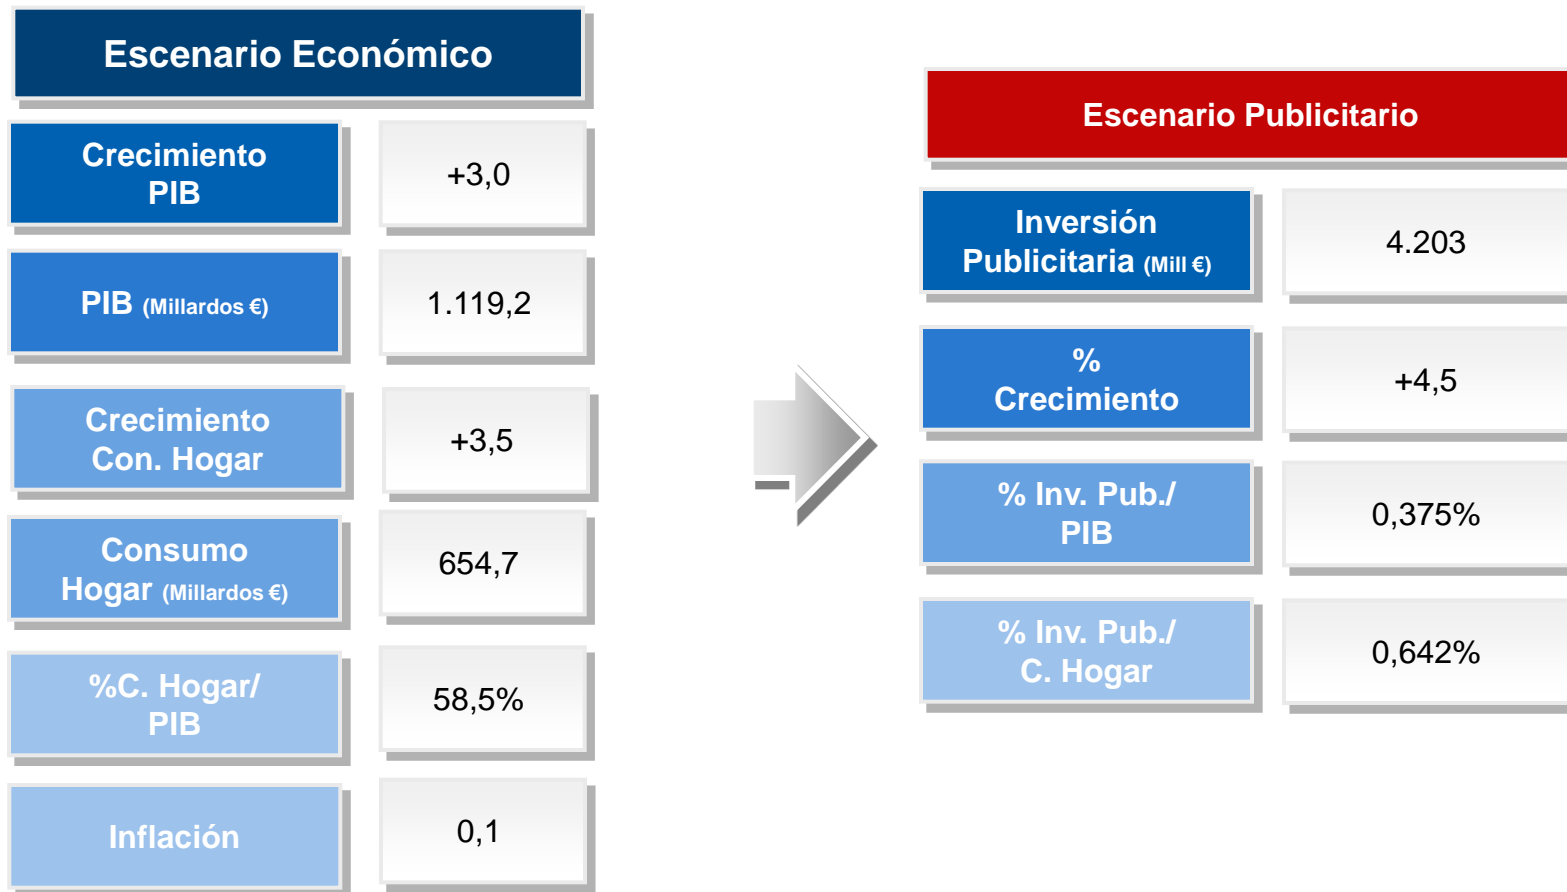 Escenario Económico
Crecimiento
PIB
+3,0
PIB (Millardos €)
1.119,2
Crecimiento
Con. Hogar
+3,5
Consumo
Hogar (Millardos €)
654,7
%C. Hogar/
PIB
58,5%
Inflación
0,1
Escenario Publicitario
Inversión
Publicitaria (Mill €)
4.203
%
Crecimiento
+4,5
% Inv. Pub./
PIB
0,375%
% Inv. Pub./
C. Hogar
0,642%